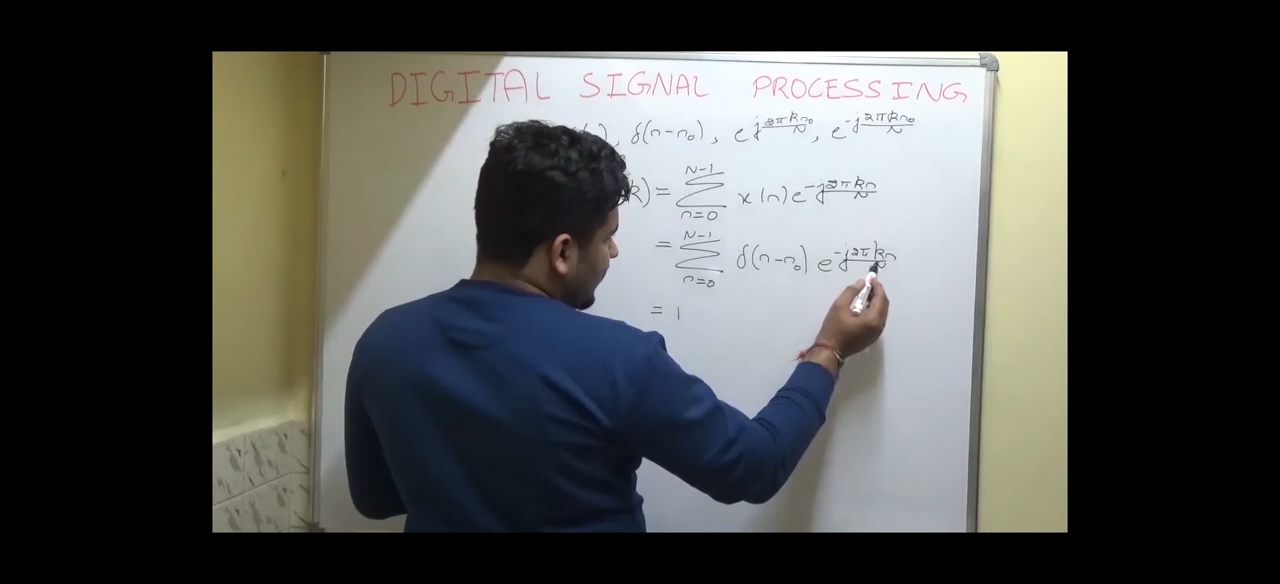 DIGITAL SIGNAL PROCESSING
), δ(n-n₀), e^{j2πkn₀/N}, e^{-j2πkn₀/N}
k) = Σ_{n=0}^{N-1} x(n) e^{-j2πkn/N}
= Σ_{n=0}^{N-1} δ(n-n₀) e^{-j2πkn/N}
= 1